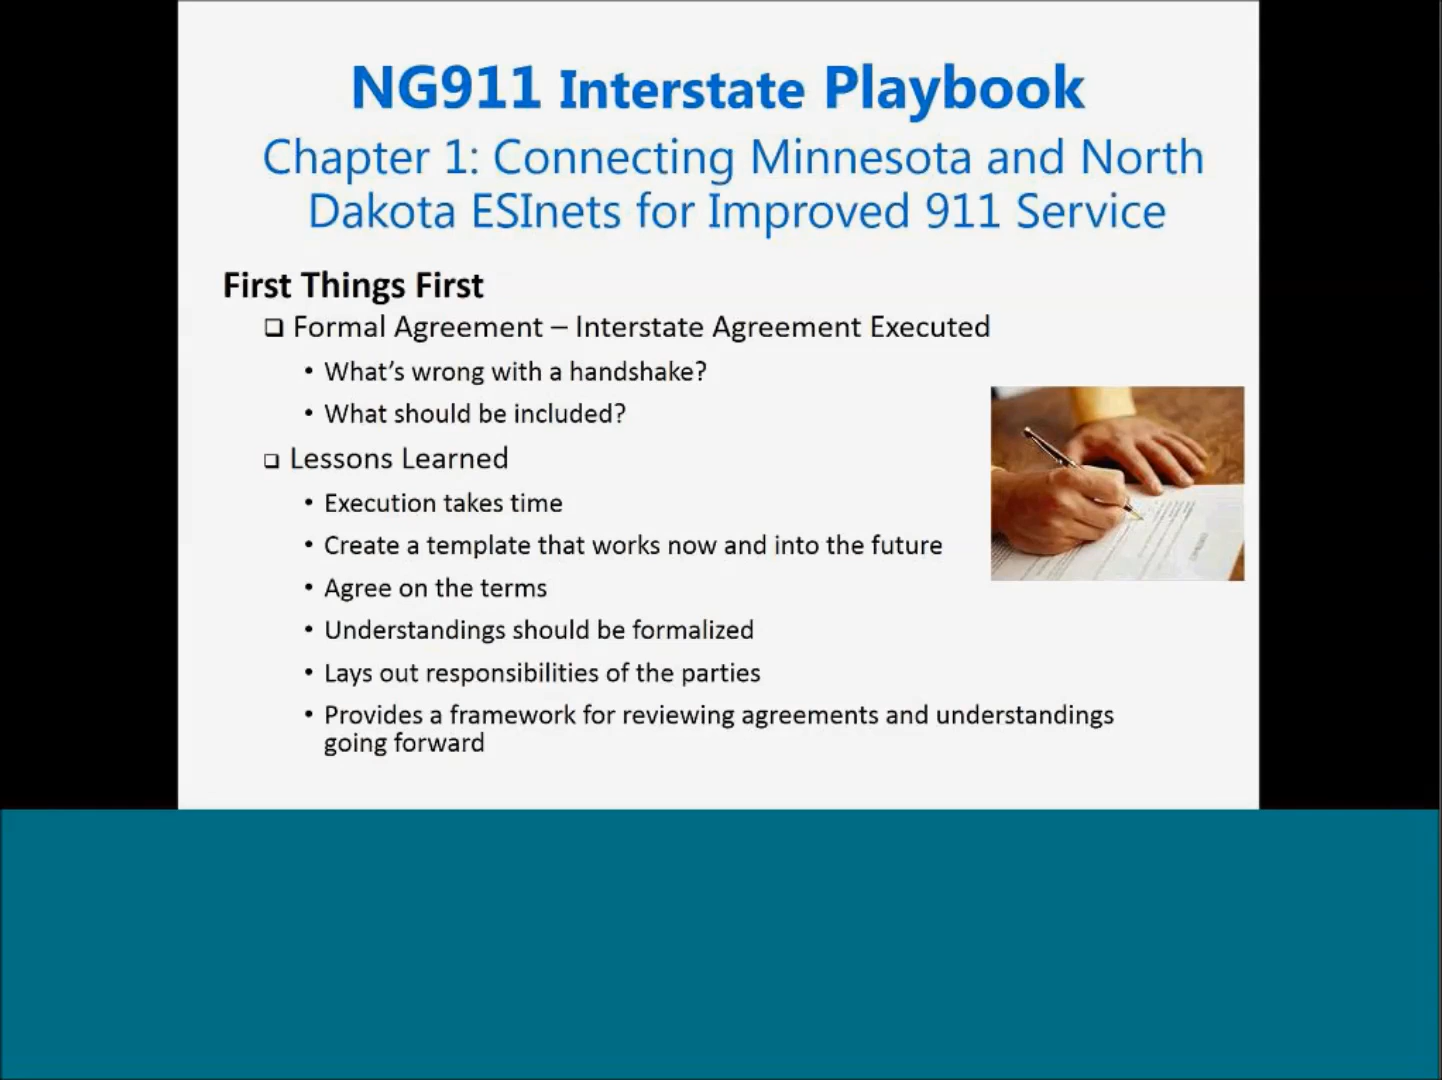 NG911 Interstate Playbook
Chapter 1: Connecting Minnesota and North
Dakota ESInets for Improved 911 Service
First Things First
❑ Formal Agreement – Interstate Agreement Executed
• What’s wrong with a handshake?
• What should be included?
❑ Lessons Learned
• Execution takes time
• Create a template that works now and into the future
• Agree on the terms
• Understandings should be formalized
• Lays out responsibilities of the parties
• Provides a framework for reviewing agreements and understandings
going forward